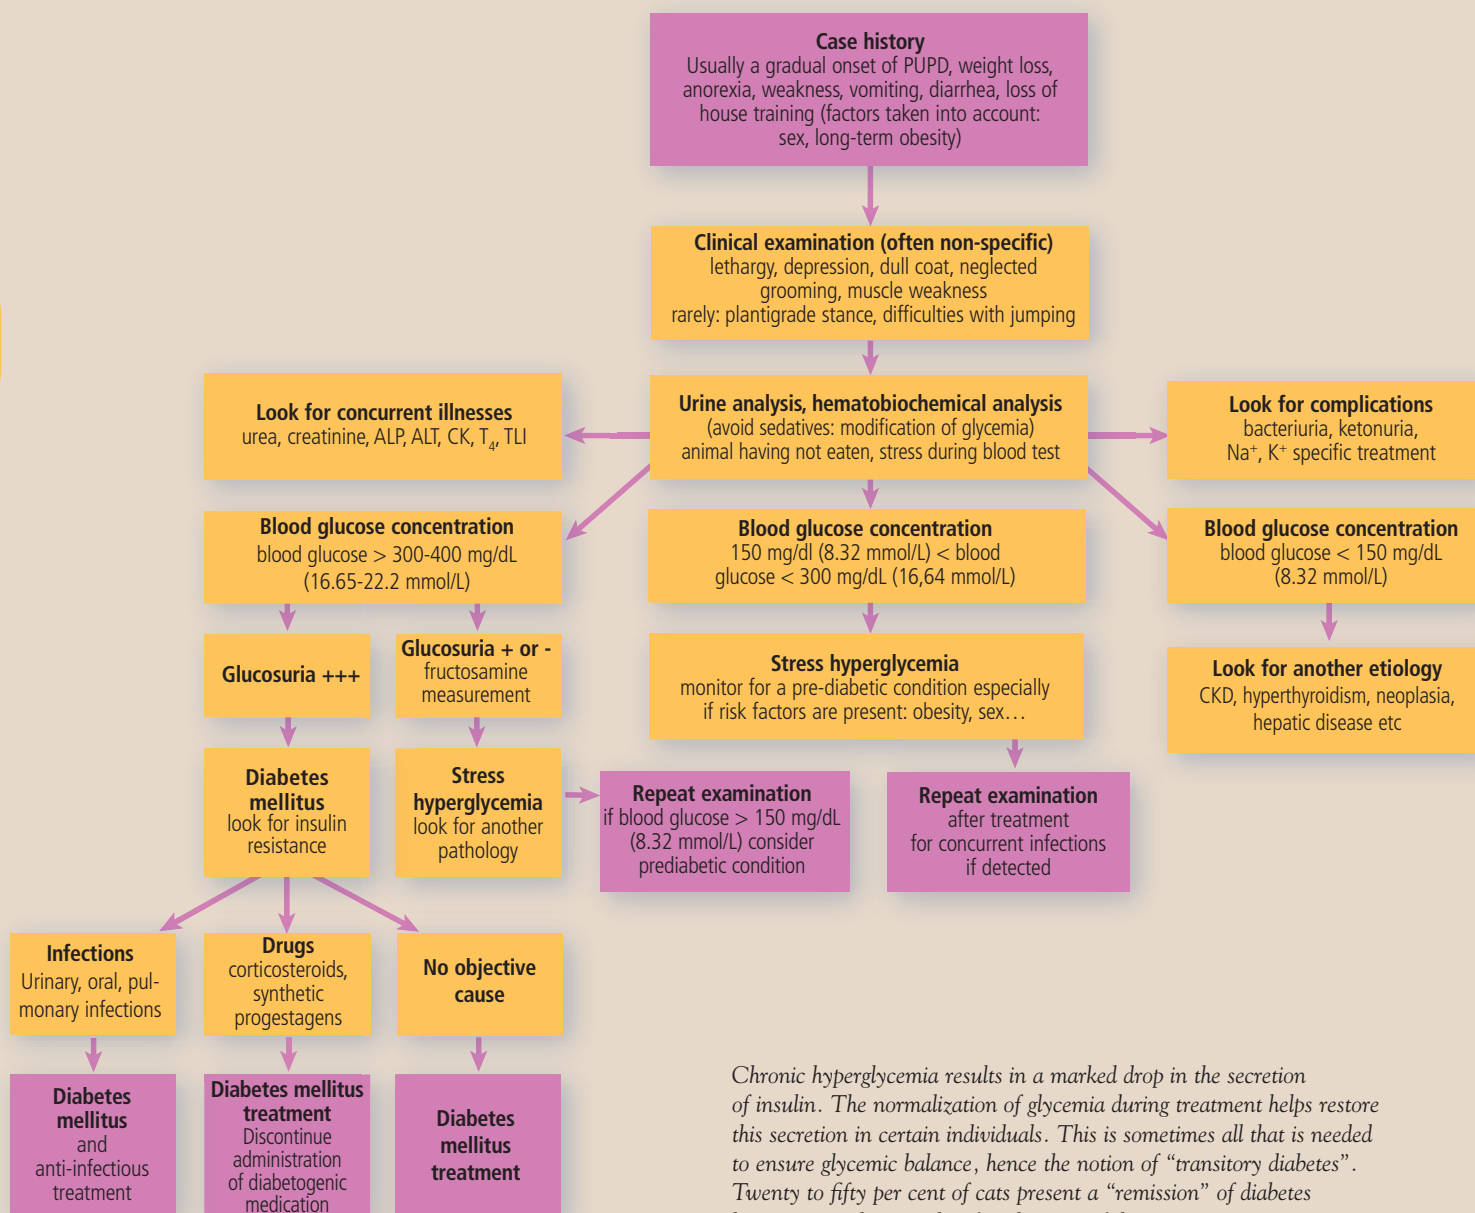 Case history
Usually a gradual onset of PUPD, weight loss,
anorexia, weakness, vomiting, diarrhea, loss of
house training (factors taken into account:
sex, long-term obesity)
Clinical examination (often non-specific)
lethargy, depression, dull coat, neglected
grooming, muscle weakness
rarely: plantigrade stance, difficulties with jumping
Look for concurrent illnesses
urea, creatinine, ALP, ALT, CK, T4, TLI
Urine analysis, hematobiochemical analysis
(avoid sedatives: modification of glycemia)
animal having not eaten, stress during blood test
Look for complications
bacteriuria, ketonuria,
Na+, K+ specific treatment
Blood glucose concentration
blood glucose > 300-400 mg/dL
(16.65-22.2 mmol/L)
Blood glucose concentration
150 mg/dl (8.32 mmol/L) < blood
glucose < 300 mg/dL (16,64 mmol/L)
Blood glucose concentration
blood glucose < 150 mg/dL
(8.32 mmol/L)
Glucosuria +++
Glucosuria + or -
fructosamine
measurement
Stress hyperglycemia
monitor for a pre-diabetic condition especially
if risk factors are present: obesity, sex…
Look for another etiology
CKD, hyperthyroidism, neoplasia,
hepatic disease etc
Diabetes
mellitus
look for insulin
resistance
Stress
hyperglycemia
look for another
pathology
Repeat examination
if blood glucose > 150 mg/dL
(8.32 mmol/L) consider
prediabetic condition
Repeat examination
after treatment
for concurrent infections
if detected
Infections
Urinary, oral, pul-
monary infections
Drugs
corticosteroids,
synthetic
progestagens
No objective
cause
Diabetes
mellitus
and
anti-infectious
treatment
Diabetes mellitus
treatment
Discontinue
administration
of diabetogenic
medication
Diabetes
mellitus
treatment
Chronic hyperglycemia results in a marked drop in the secretion
of insulin. The normalization of glycemia during treatment helps restore
this secretion in certain individuals. This is sometimes all that is needed
to ensure glycemic balance, hence the notion of “transitory diabetes”.
Twenty to fifty per cent of cats present a “remission” of diabetes